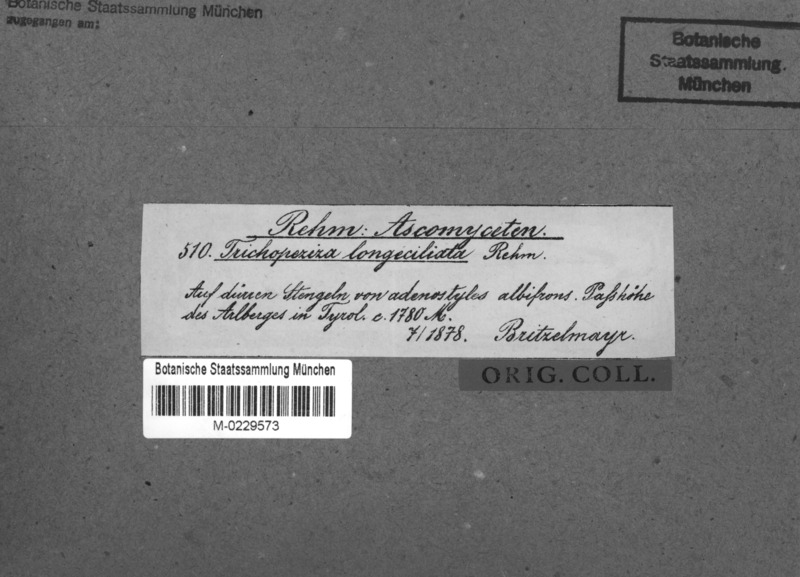 Botanische Staatssammlung München
zugegangen am:
Botanische
Staatssammlung.
München
Rehm: Ascomyceten.
510. Trichopeziza longeciliata Rehm.
Auf dürren Stengeln von adenostyles albifrons. Paßhöhe
des Arlberges in Tyrol. c. 1780 M.
7/1878. Britzelmayr.
ORIG. COLL.
Botanische Staatssammlung München
M-0229573